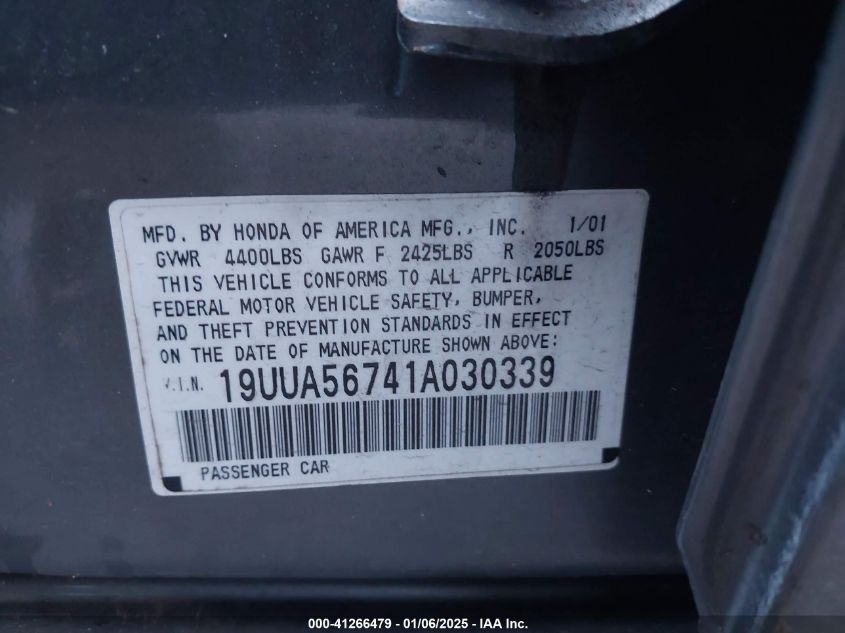 MFD. BY HONDA OF AMERICA MFG., INC. 1/01
GVWR 4400LBS GAWR F 2425LBS R 2050LBS
THIS VEHICLE CONFORMS TO ALL APPLICABLE
FEDERAL MOTOR VEHICLE SAFETY, BUMPER,
AND THEFT PREVENTION STANDARDS IN EFFECT
ON THE DATE OF MANUFACTURE SHOWN ABOVE:
V.I.N. 19UUA56741A030339
PASSENGER CAR
000-41266479 - 01/06/2025 - IAA Inc.